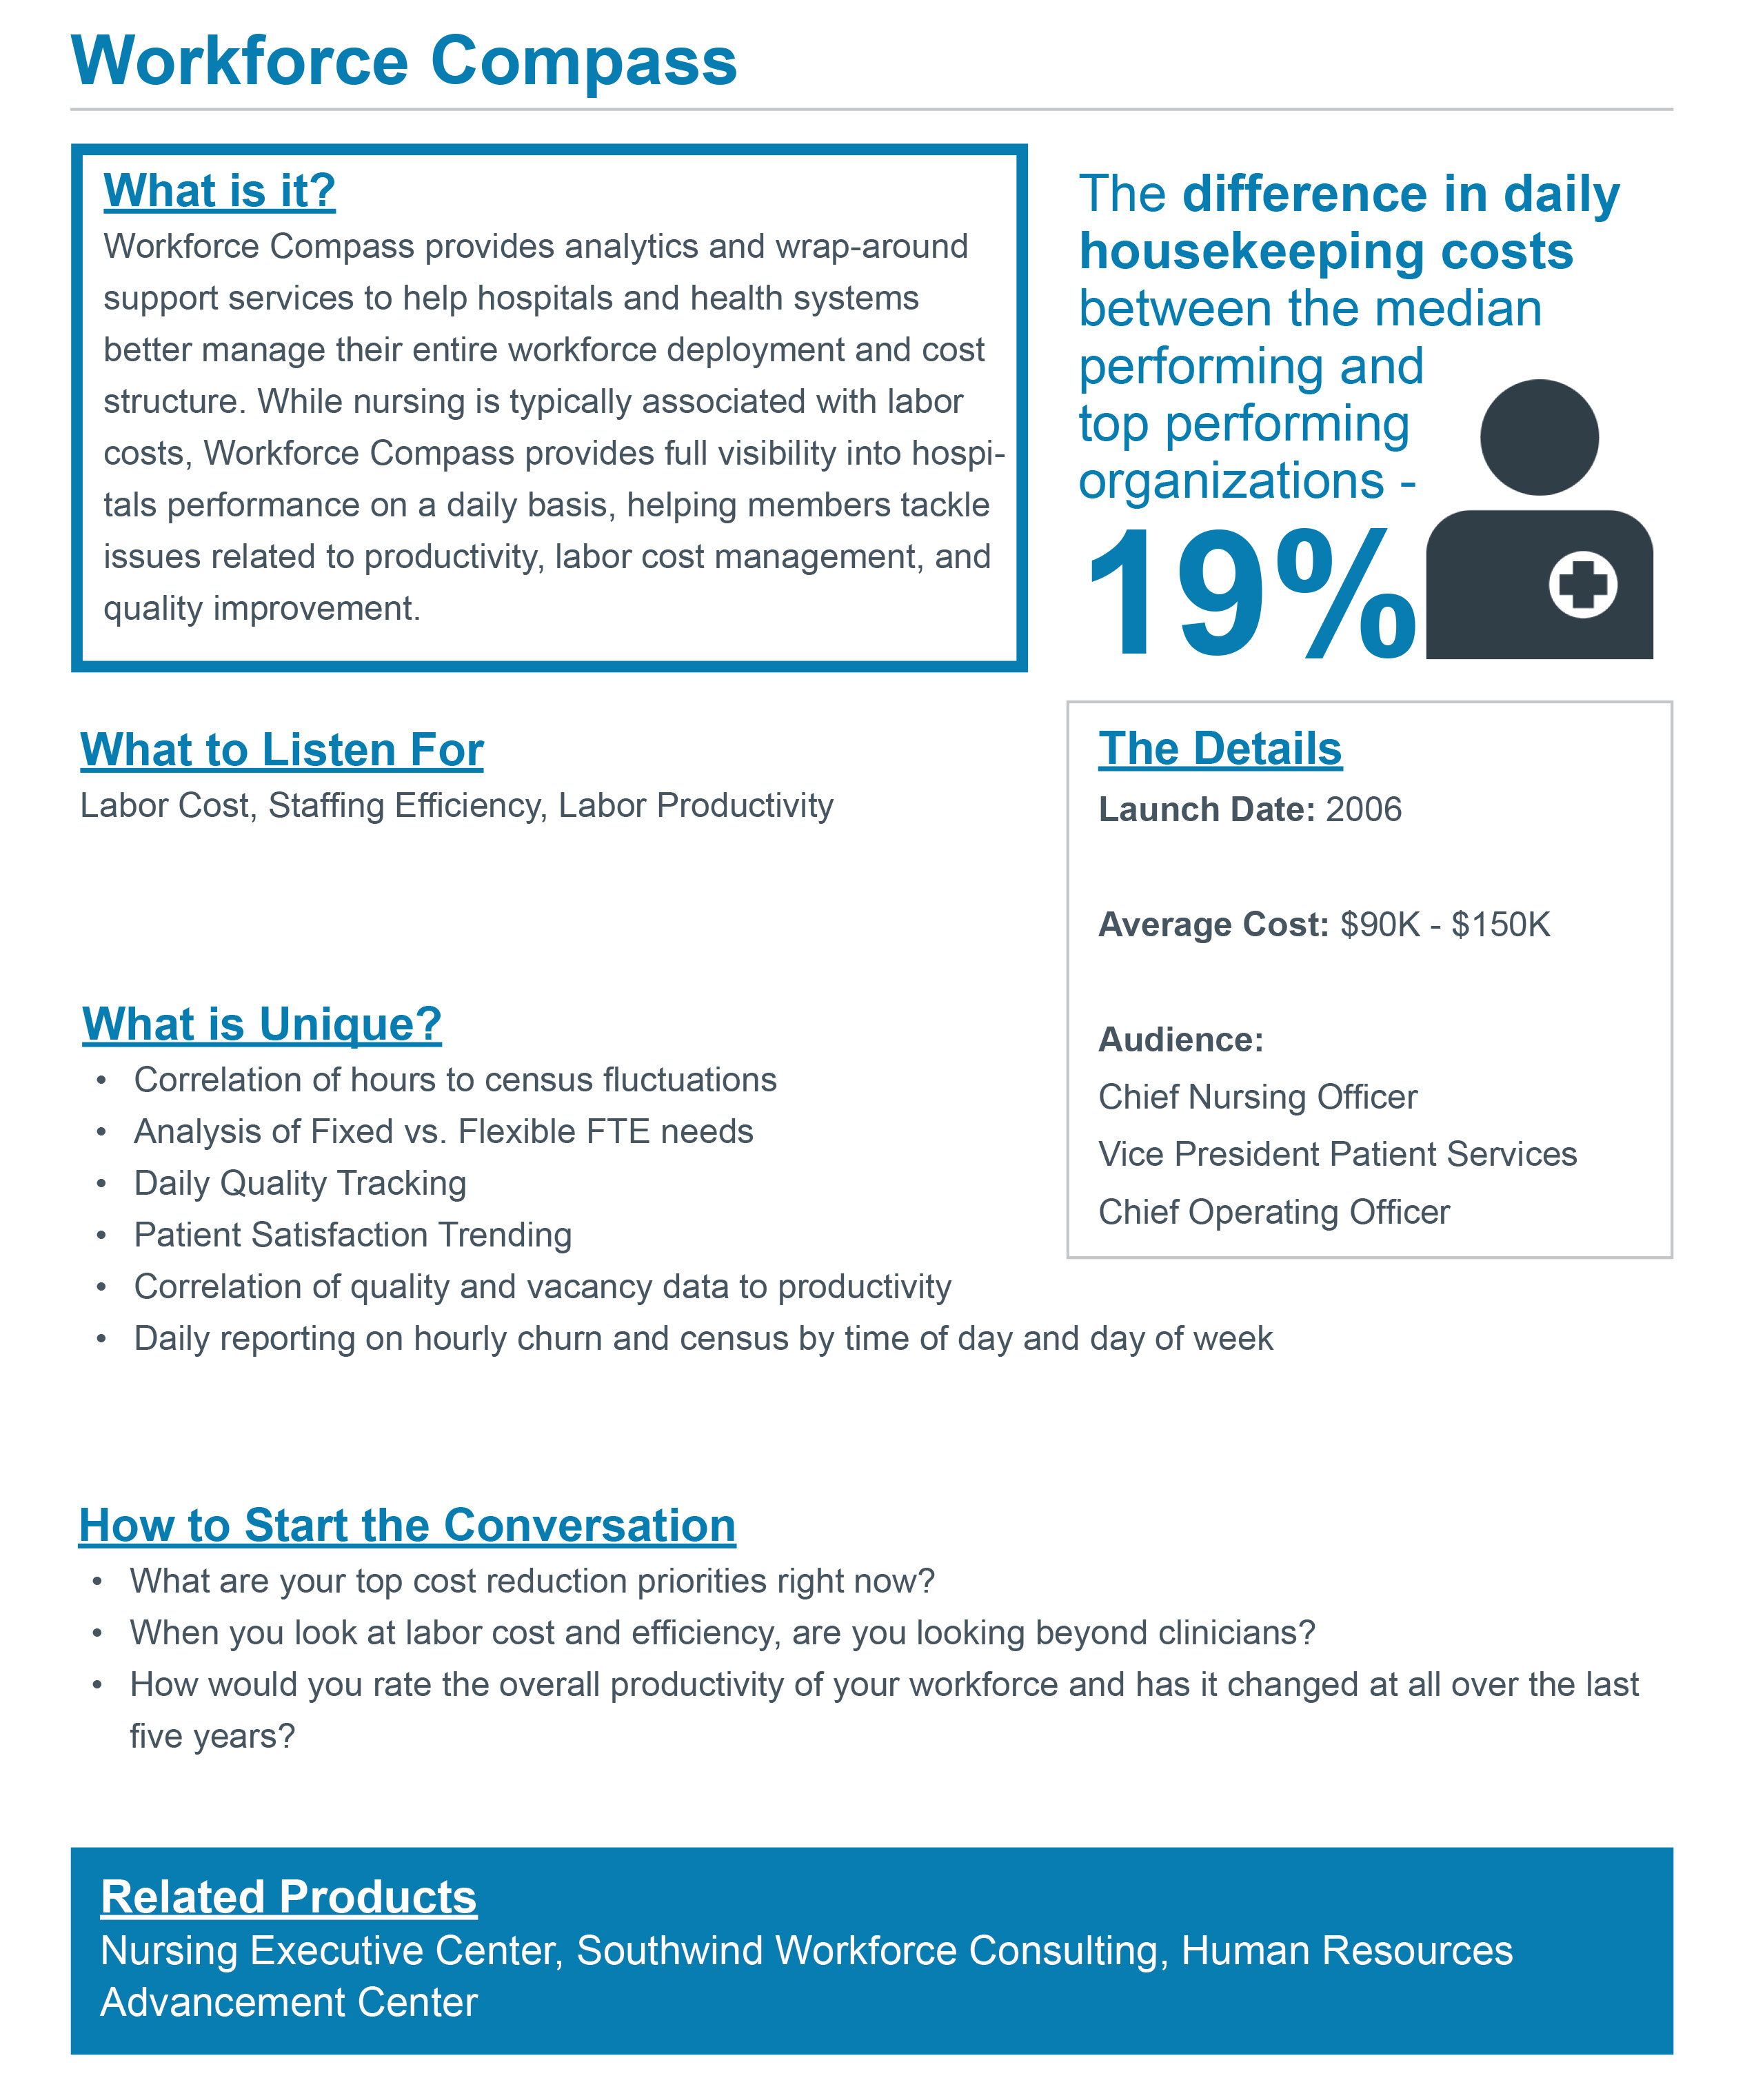 Workforce Compass
What is it?
Workforce Compass provides analytics and wrap-around
support services to help hospitals and health systems
better manage their entire workforce deployment and cost
structure. While nursing is typically associated with labor
costs, Workforce Compass provides full visibility into hospi-
tals performance on a daily basis, helping members tackle
issues related to productivity, labor cost management, and
quality improvement.
The difference in daily
housekeeping costs
between the median
performing and
top performing
organizations -
19%
What to Listen For
Labor Cost, Staffing Efficiency, Labor Productivity
The Details
Launch Date: 2006
Average Cost: $90K - $150K
Audience:
Chief Nursing Officer
Vice President Patient Services
Chief Operating Officer
What is Unique?
• Correlation of hours to census fluctuations
• Analysis of Fixed vs. Flexible FTE needs
• Daily Quality Tracking
• Patient Satisfaction Trending
• Correlation of quality and vacancy data to productivity
• Daily reporting on hourly churn and census by time of day and day of week
How to Start the Conversation
• What are your top cost reduction priorities right now?
• When you look at labor cost and efficiency, are you looking beyond clinicians?
• How would you rate the overall productivity of your workforce and has it changed at all over the last
five years?
Related Products
Nursing Executive Center, Southwind Workforce Consulting, Human Resources
Advancement Center